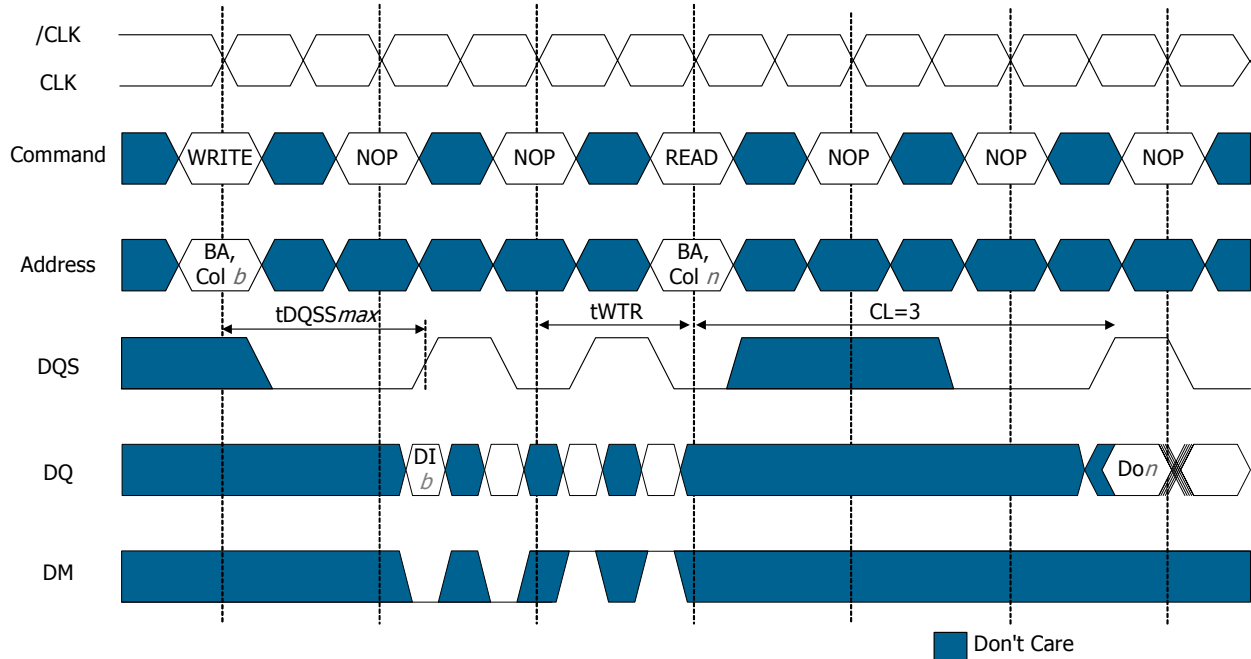 /CLK
CLK
Command
WRITE NOP NOP READ NOP NOP NOP
Address
BA,
Col b
BA,
Col n
tDQSSmax
tWTR
CL=3
DQS
DQ
DI
b
Don
DM
Don't Care